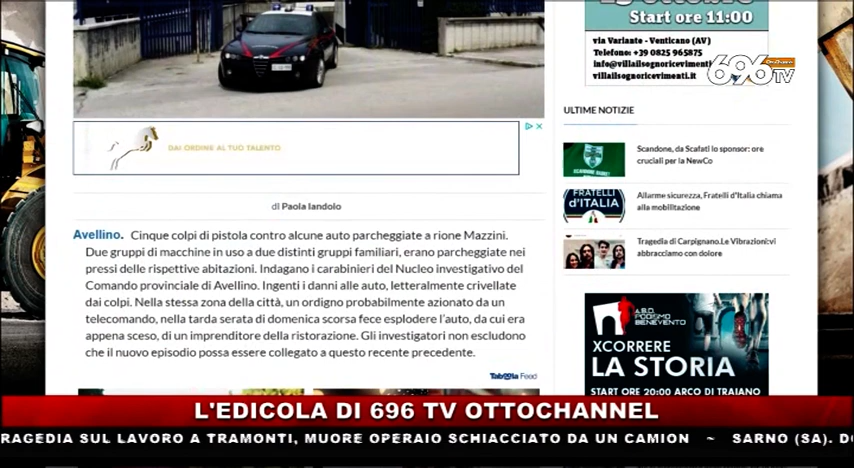 Start ore 11:00
via Variante - Venticano (AV)
Telefono: +39 0825 965875
info@villailsognoricevimenti
villailsognoricevimenti.it
696
TV
ULTIME NOTIZIE
Scandone, da Scafati lo sponsor: ore
cruciali per la NewCo
FRATELLI
d'ITALIA
Allarme sicurezza, Fratelli d'Italia chiama
alla mobilitazione
Tragedia di Carpignano.Le Vibrazioni:vi
abbracciamo con dolore
DAI ORDINE AL TUO TALENTO
di Paola Iandolo
Avellino. Cinque colpi di pistola contro alcune auto parcheggiate a rione Mazzini.
Due gruppi di macchine in uso a due distinti gruppi familiari, erano parcheggiate nei
pressi delle rispettive abitazioni. Indagano i carabinieri del Nucleo investigativo del
Comando provinciale di Avellino. Ingenti i danni alle auto, letteralmente crivellate
dai colpi. Nella stessa zona della città, un ordigno probabilmente azionato da un
telecomando, nella tarda serata di domenica scorsa fece esplodere l'auto, da cui era
appena sceso, di un imprenditore della ristorazione. Gli investigatori non escludono
che il nuovo episodio possa essere collegato a questo recente precedente.
Taboola Feed
A.S.D.
PODISMO
BENEVENTO
XCORRERE
LA STORIA
START ORE 20:00 ARCO DI TRAIANO
L'EDICOLA DI 696 TV OTTOCHANNEL
RAGEDIA SUL LAVORO A TRAMONTI, MUORE OPERAIO SCHIACCIATO DA UN CAMION ~ SARNO (SA). DO